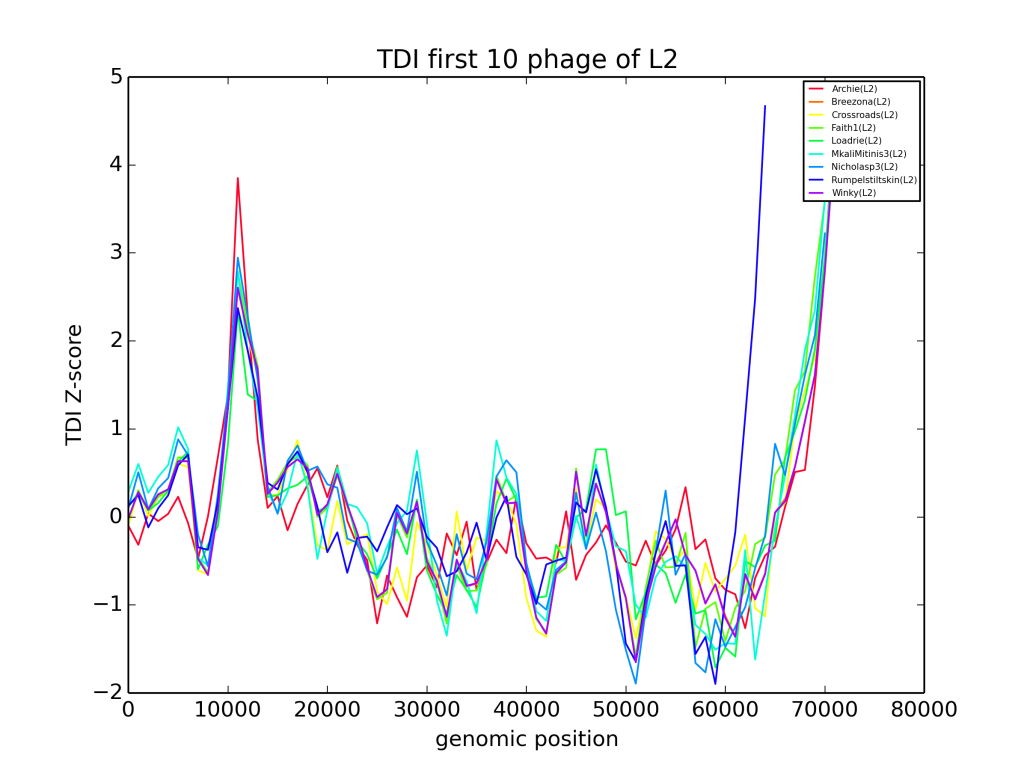 TDI first 10 phage of L2
5
4
3
2
1
0
−1
−2
TDI Z-score
Archie(L2)
Breezona(L2)
Crossroads(L2)
Faith1(L2)
Loadrie(L2)
MkaliMitinis3(L2)
Nicholasp3(L2)
Rumpelstiltskin(L2)
Winky(L2)
0 10000 20000 30000 40000 50000 60000 70000 80000
genomic position